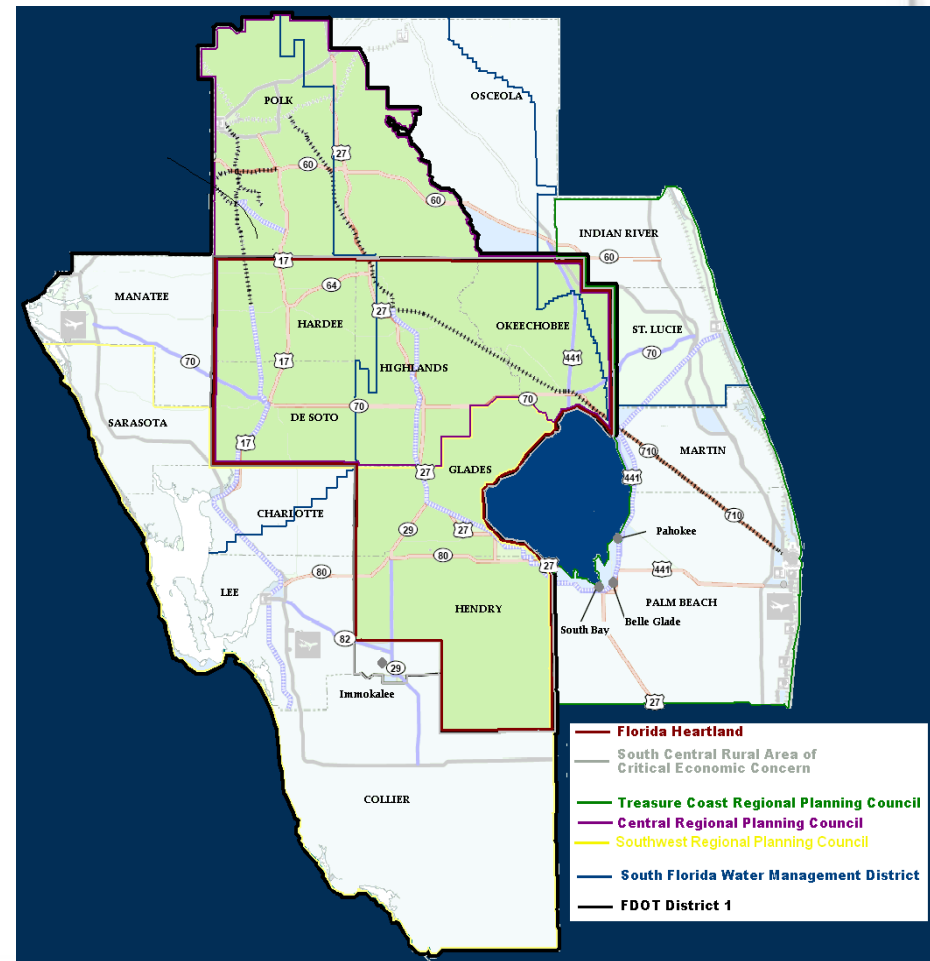 OSCEOLA
POLK
27
60
60
INDIAN RIVER
60
17
MANATEE
64
27
HARDEE
OKEECHOBEE
ST. LUCIE
70
441
70
17
HIGHLANDS
70
70
SARASOTA
DE SOTO
17
710
MARTIN
27
GLADES
441
CHARLOTTE
710
29
27
Pahokee
80
27
80
441
LEE
HENDRY
PALM BEACH
Belle Glade
South Bay
82
29
Immokalee
27
COLLIER
Florida Heartland
South Central Rural Area of
Critical Economic Concern
Treasure Coast Regional Planning Council
Central Regional Planning Council
Southwest Regional Planning Council
South Florida Water Management District
FDOT District 1